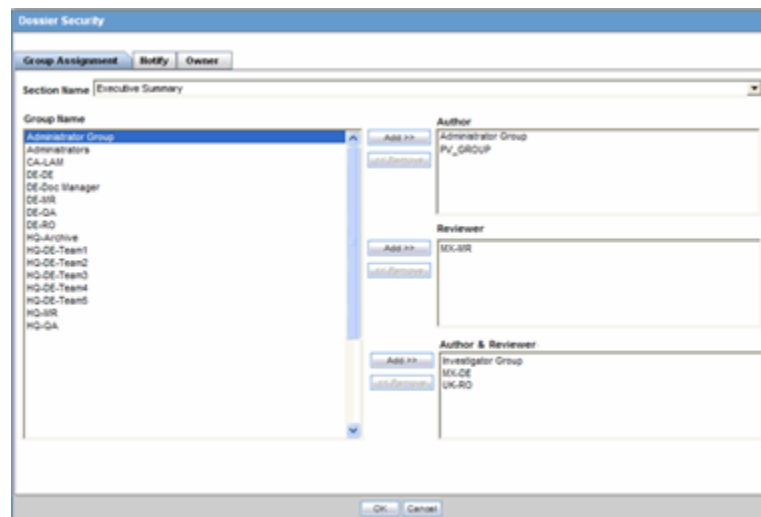 Dossier Security
Group Assignment Notify Owner
Section Name Executive Summary
Group Name
Administrator Group
Administrators
CA-LAM
DE-DE
DE-Doc Manager
DE-MR
DE-QA
DE-RO
HQ-Archive
HQ-DE-Team1
HQ-DE-Team2
HQ-DE-Team3
HQ-DE-Team4
HQ-DE-Team5
HQ-MR
HQ-QA
Add >>
<< Remove
Author
Administrator Group
PV_GROUP
Add >>
<< Remove
Reviewer
MX-MR
Add >>
<< Remove
Author & Reviewer
Investigator Group
MX-DE
UK-RO
OK Cancel